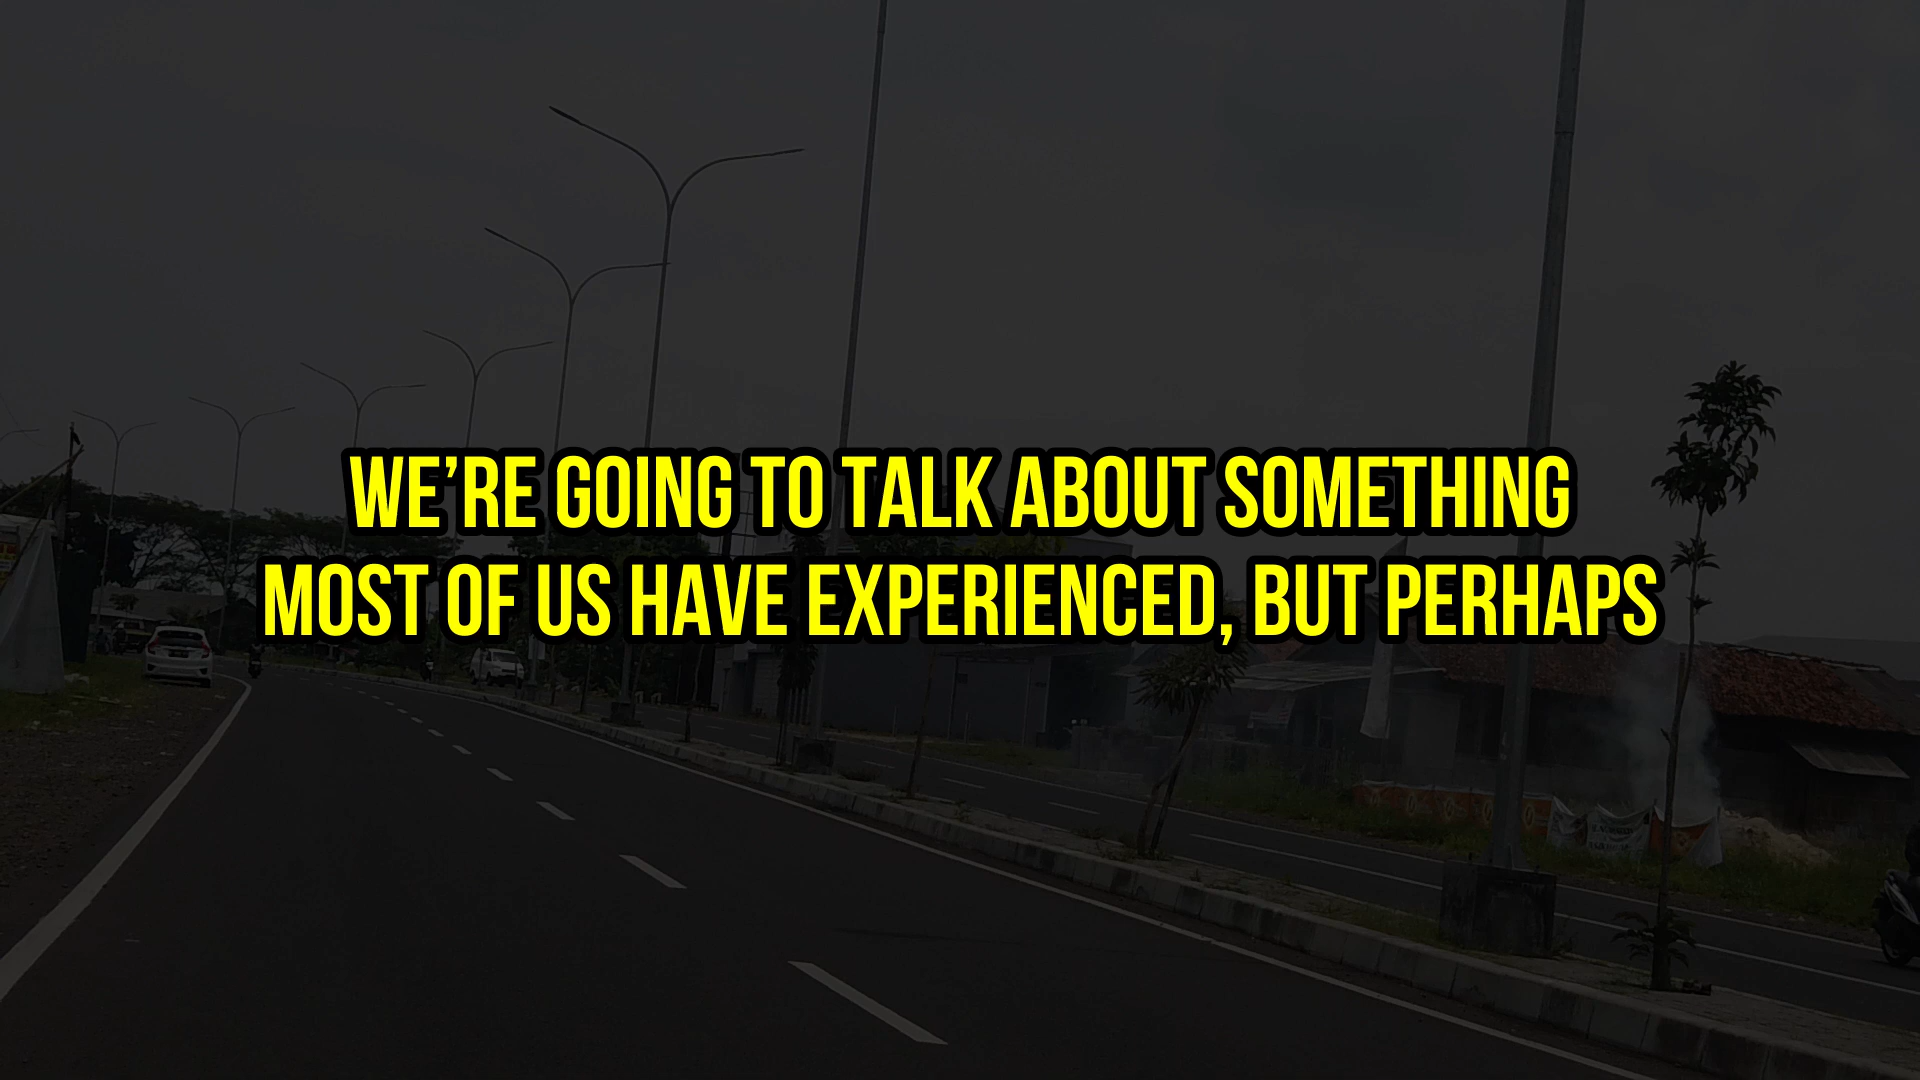 WE’RE GOING TO TALK ABOUT SOMETHING
MOST OF US HAVE EXPERIENCED, BUT PERHAPS